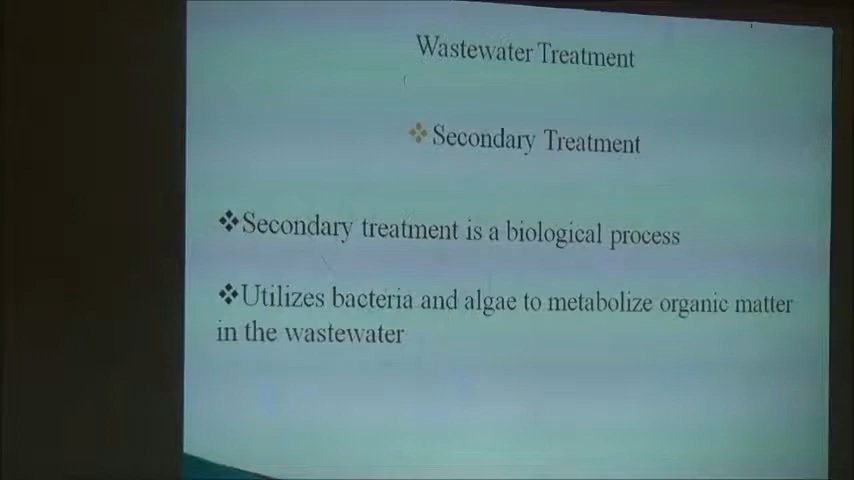 Wastewater Treatment
❖Secondary Treatment
❖Secondary treatment is a biological process
❖Utilizes bacteria and algae to metabolize organic matter
in the wastewater